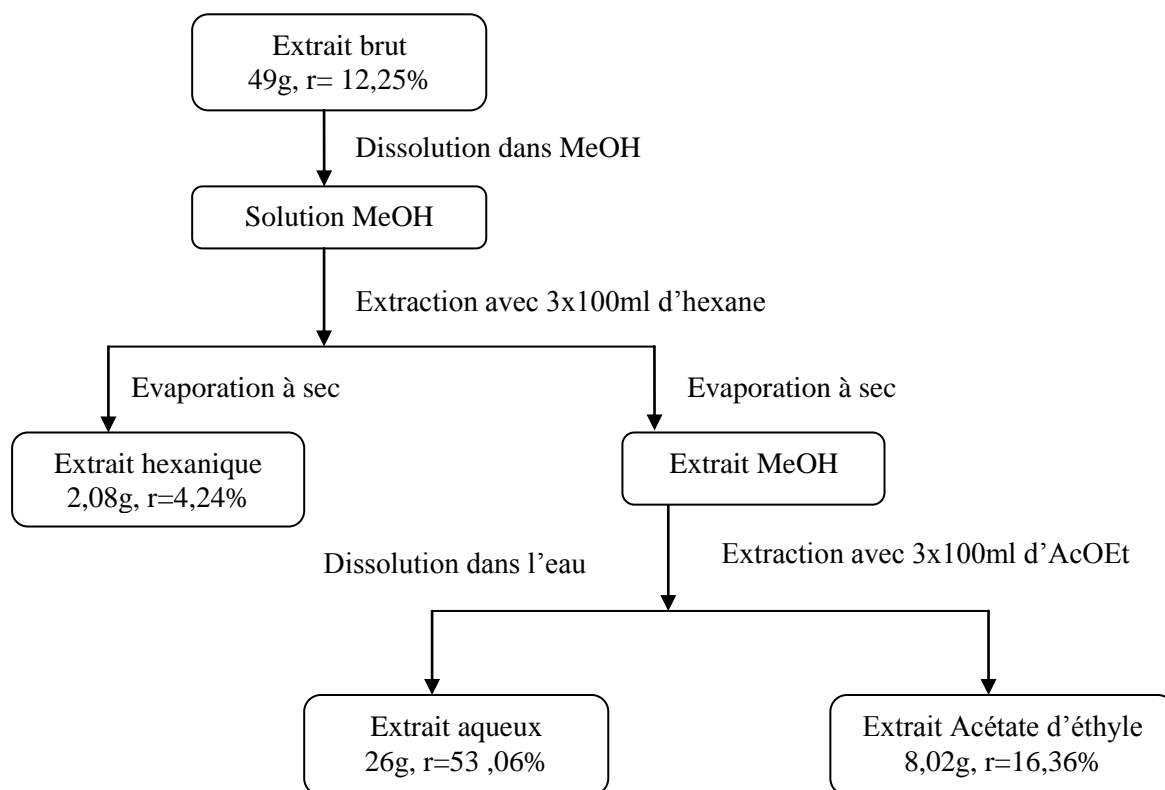 Extrait brut
49g, r= 12,25%
Dissolution dans MeOH
Solution MeOH
Extraction avec 3x100ml d’hexane
Evaporation à sec
Evaporation à sec
Extrait hexanique
2,08g, r=4,24%
Extrait MeOH
Dissolution dans l’eau
Extraction avec 3x100ml d’AcOEt
Extrait aqueux
26g, r=53 ,06%
Extrait Acétate d’éthyle
8,02g, r=16,36%